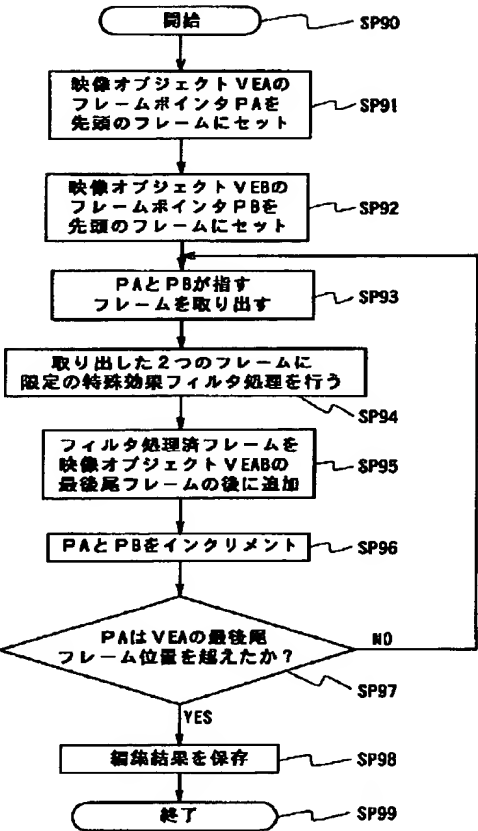 開始
SP90
映像オブジェクトVEAの
フレームポインタPAを
先頭のフレームにセット
SP91
映像オブジェクトVEBの
フレームポインタPBを
先頭のフレームにセット
SP92
PAとPBが指す
フレームを取り出す
SP93
取り出した2つのフレームに
限定の特殊効果フィルタ処理を行う
SP94
フィルタ処理済フレームを
映像オブジェクトVEABの
最後尾フレームの後に追加
SP95
PAとPBをインクリメント
SP96
PAはVEAの最後尾
フレーム位置を越えたか?
NO
SP97
YES
編集結果を保存
SP98
終了
SP99